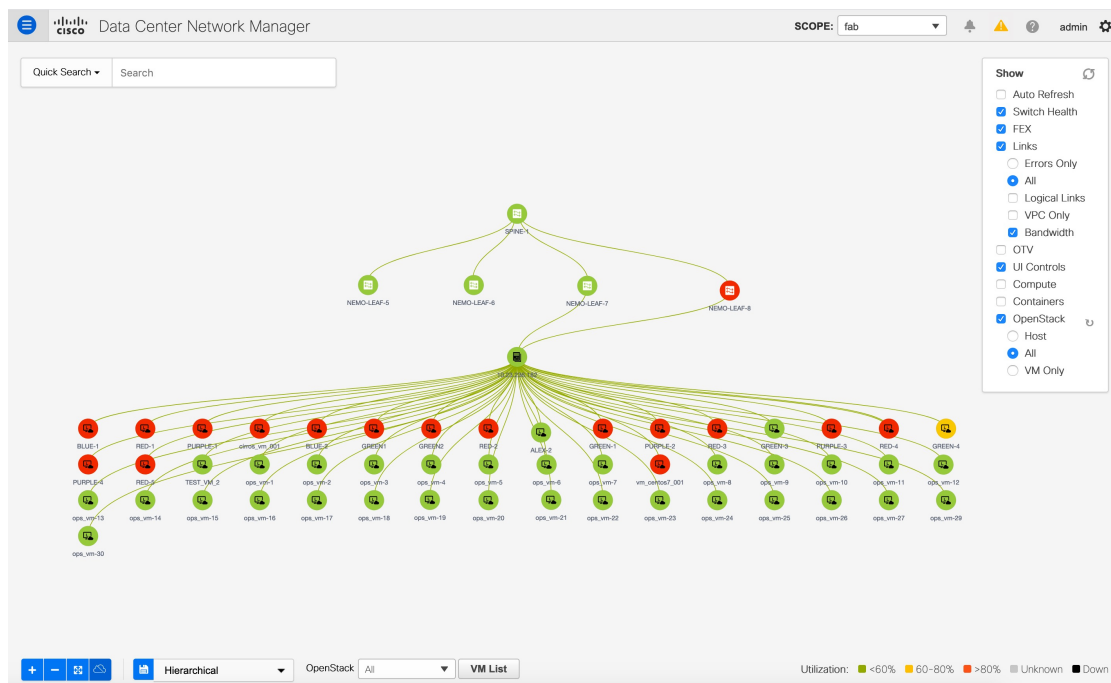 CISCO Data Center Network Manager SCOPE: fab admin
Quick Search Search
Show
Auto Refresh
Switch Health
FEX
Links
Errors Only
All
Logical Links
VPC Only
Bandwidth
OTV
UI Controls
Compute
Containers
OpenStack
Host
All
VM Only
SPINE-1
NEMO-LEAF-5 NEMO-LEAF-6 NEMO-LEAF-7 NEMO-LEAF-8
BLUE-1 RED-1 PURPLE-1 cirros_vm_001 BLUE-2 GREEN1 GREEN2 RED-2 ALEX-2 GREEN-1 PURPLE-2 RED-3 GREEN-3 PURPLE-3 RED-4 GREEN-4
PURPLE-4 RED-5 TEST_VM_2 ops_vm-1 ops_vm-2 ops_vm-3 ops_vm-4 ops_vm-5 ops_vm-6 ops_vm-7 vm_centos7_001 ops_vm-8 ops_vm-9 ops_vm-10 ops_vm-11 ops_vm-12
ops_vm-13 ops_vm-14 ops_vm-15 ops_vm-16 ops_vm-17 ops_vm-18 ops_vm-19 ops_vm-20 ops_vm-21 ops_vm-22 ops_vm-23 ops_vm-24 ops_vm-25 ops_vm-26 ops_vm-27 ops_vm-29
ops_vm-30
Hierarchical OpenStack All VM List Utilization: <60% 60-80% >80% Unknown Down